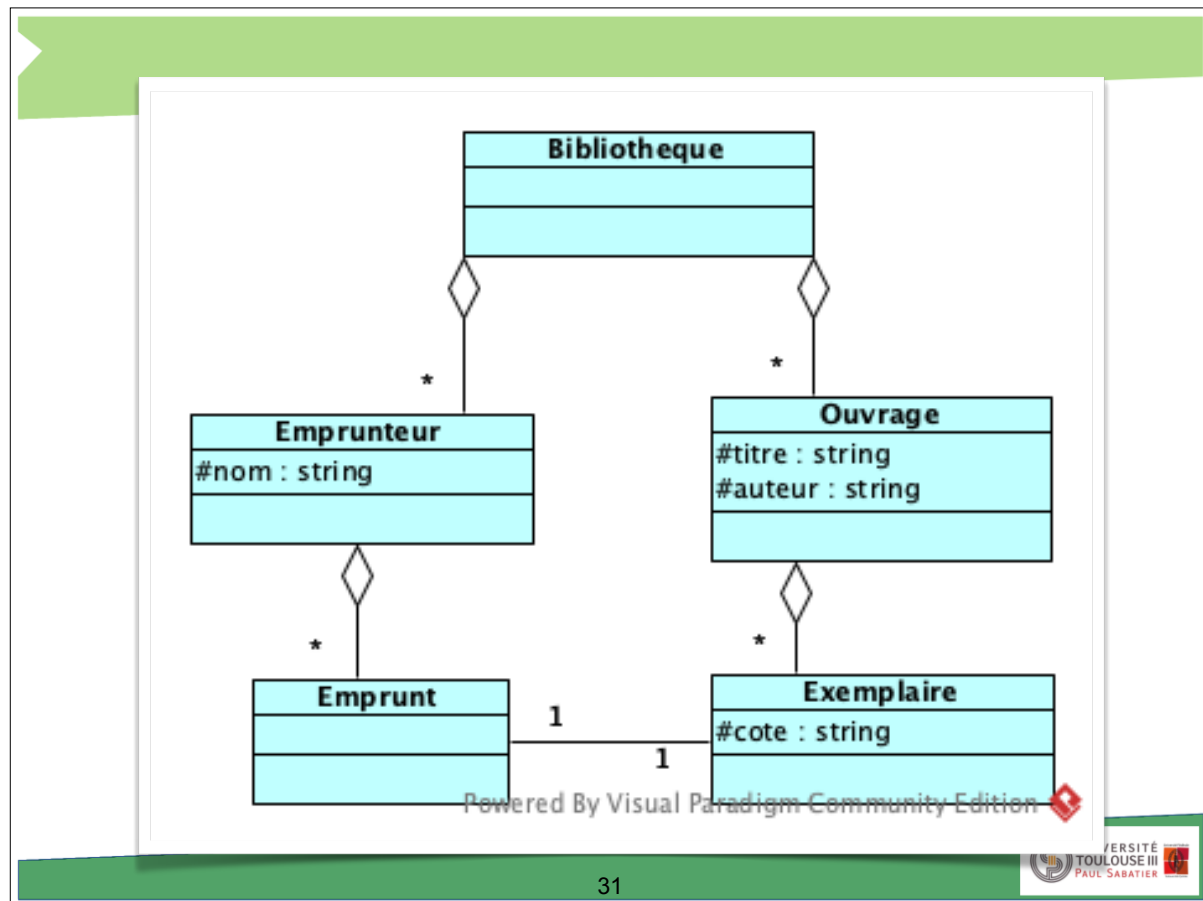 Bibliotheque
*
*
Emprunteur
#nom : string
Ouvrage
#titre : string
#auteur : string
*
*
Emprunt
1
1
Exemplaire
#cote : string
Powered By Visual Paradigm Community Edition
VERSITÉ
TOULOUSE III
PAUL SABATIER
31